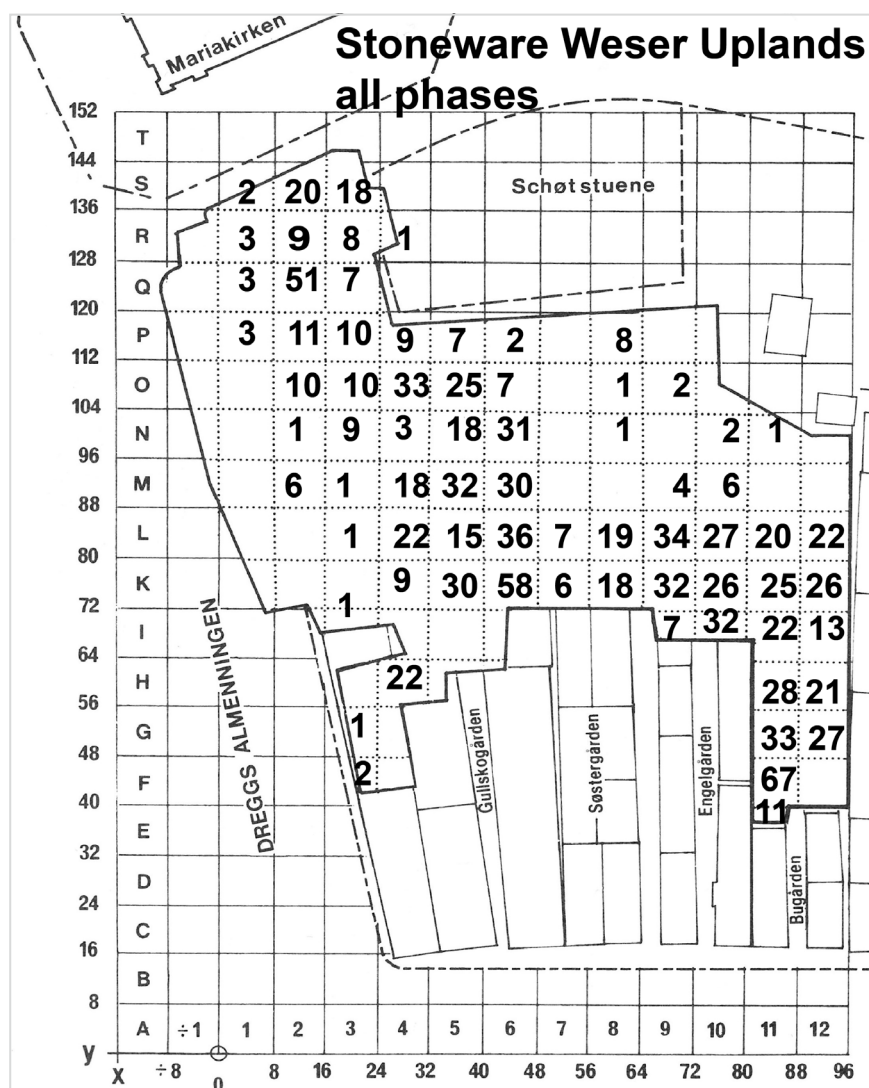 Mariakirken
Stoneware Weser Uplands
all phases
152
T
144
S 2 20 18 Schøtstuene
136
R 3 9 8 1
128
Q 3 51 7
120
P 3 11 10 9 7 2 8
112
O 10 10 33 25 7 1 2
104
N 1 9 3 18 31 1 2 1
96
M 6 1 18 32 30 4 6
88
L 1 22 15 36 7 19 34 27 20 22
80
K 9 30 58 6 18 32 26 25 26
72 1
I 7 32 22 13
64
H 22 28 21
56
G 1 33 27
48
F 2 67
40
E 11
32
D
24
C
16
B
8
DREGGS ALMENNINGEN
Gullskogården
Søstergården
Engelgården
Bugården
A ÷1 1 2 3 4 5 6 7 8 9 10 11 12
y
X ÷8 0 8 16 24 32 40 48 56 64 72 80 88 96